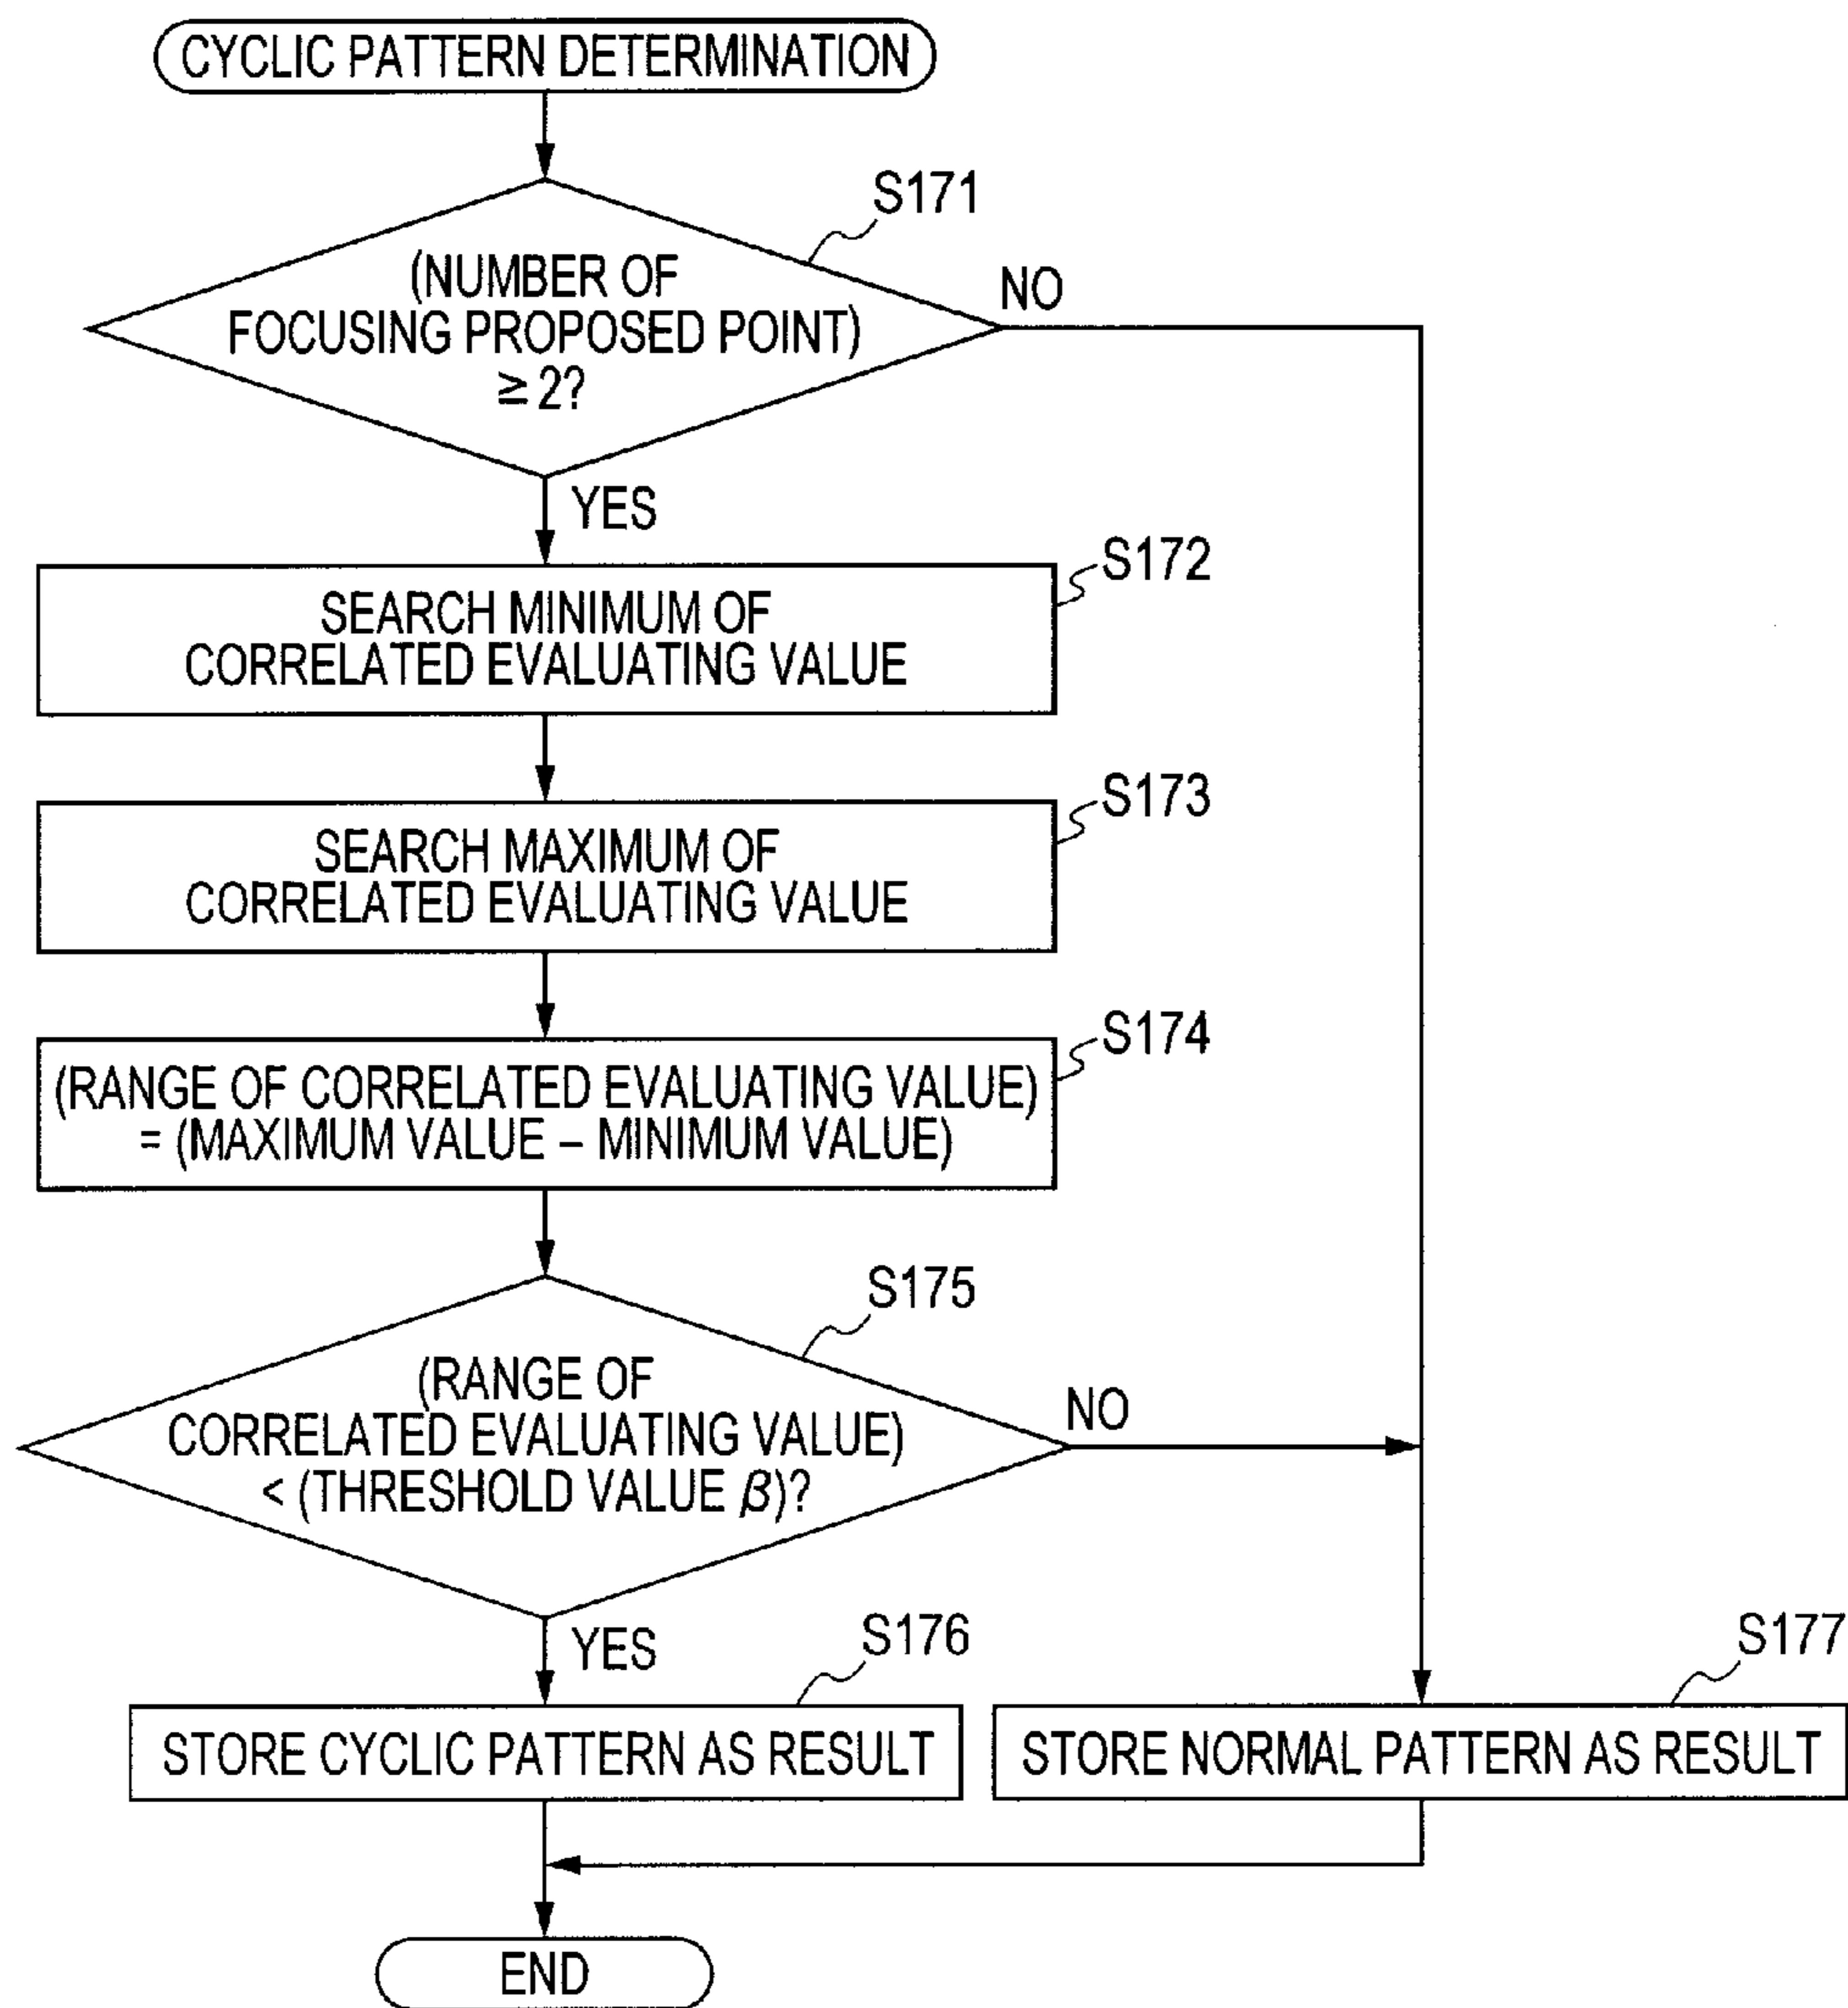 CYCLIC PATTERN DETERMINATION
S171
(NUMBER OF
FOCUSING PROPOSED POINT)
≥ 2?
NO
YES
S172
SEARCH MINIMUM OF
CORRELATED EVALUATING VALUE
S173
SEARCH MAXIMUM OF
CORRELATED EVALUATING VALUE
S174
(RANGE OF CORRELATED EVALUATING VALUE)
= (MAXIMUM VALUE – MINIMUM VALUE)
S175
(RANGE OF
CORRELATED EVALUATING VALUE)
< (THRESHOLD VALUE β)?
NO
YES
S176
STORE CYCLIC PATTERN AS RESULT
S177
STORE NORMAL PATTERN AS RESULT
END